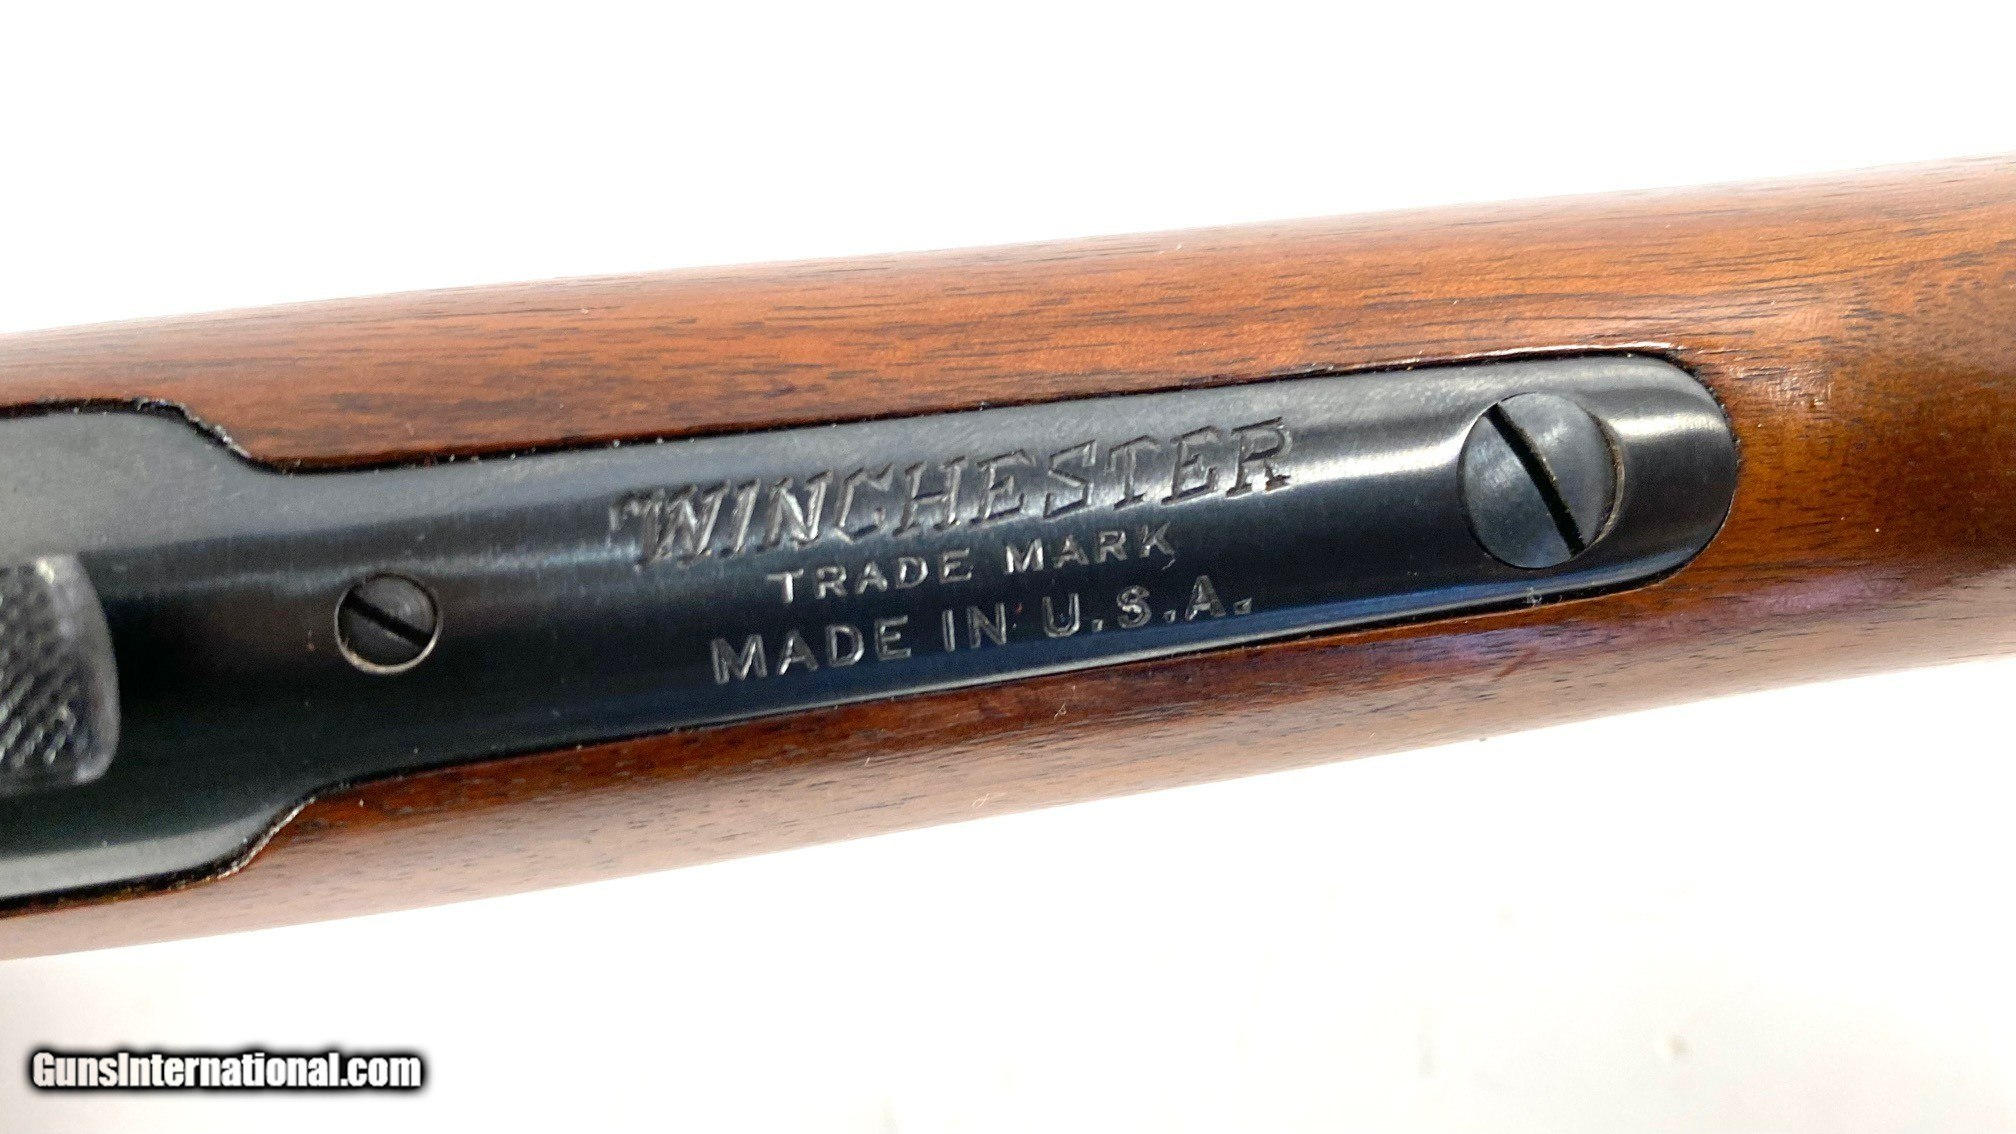 WINCHESTER
TRADE MARK
MADE IN U.S.A.
GunsInternational.com